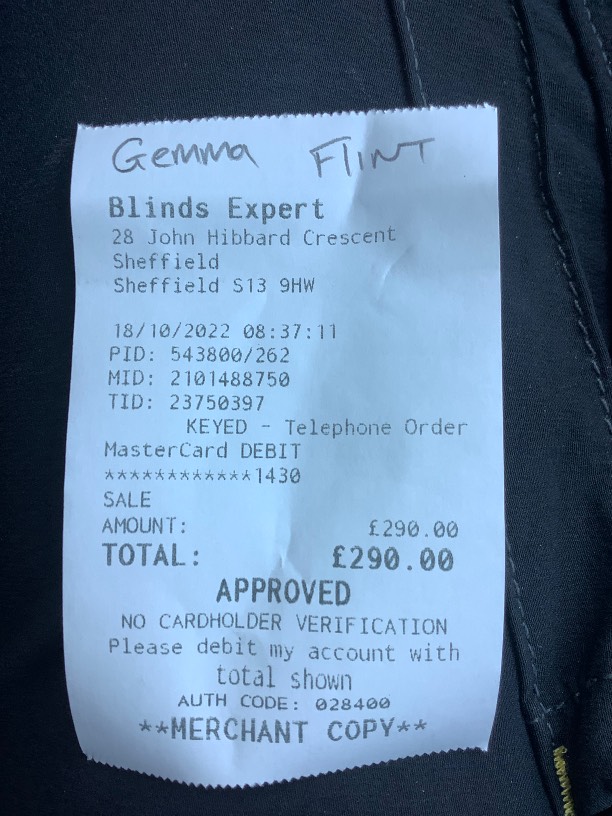 Gemma Flint
Blinds Expert
28 John Hibbard Crescent
Sheffield
Sheffield S13 9HW
18/10/2022 08:37:11
PID: 543800/262
MID: 2101488750
TID: 23750397
KEYED - Telephone Order
MasterCard DEBIT
************1430
SALE
AMOUNT: £290.00
TOTAL: £290.00
APPROVED
NO CARDHOLDER VERIFICATION
Please debit my account with
total shown
AUTH CODE: 028400
**MERCHANT COPY**